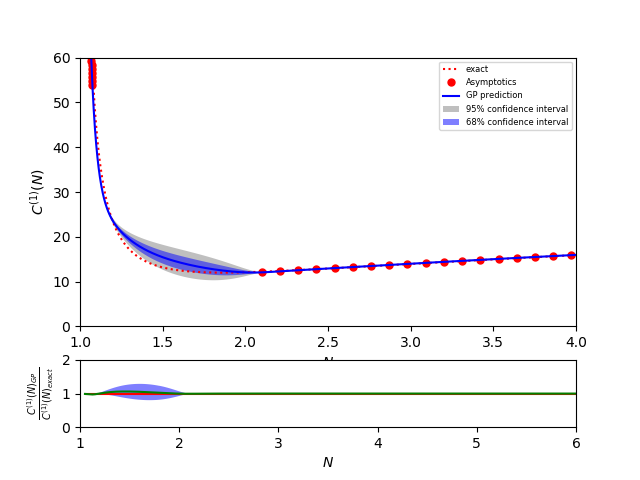 60
50
40
30
20
10
0
C^{(1)}(N)
exact
Asymptotics
GP prediction
95% confidence interval
68% confidence interval
1.0 1.5 2.0 2.5 3.0 3.5 4.0
N
2
1
0
C^{(1)}(N)_{GP}
C^{(1)}(N)_{exact}
1 2 3 4 5 6
N